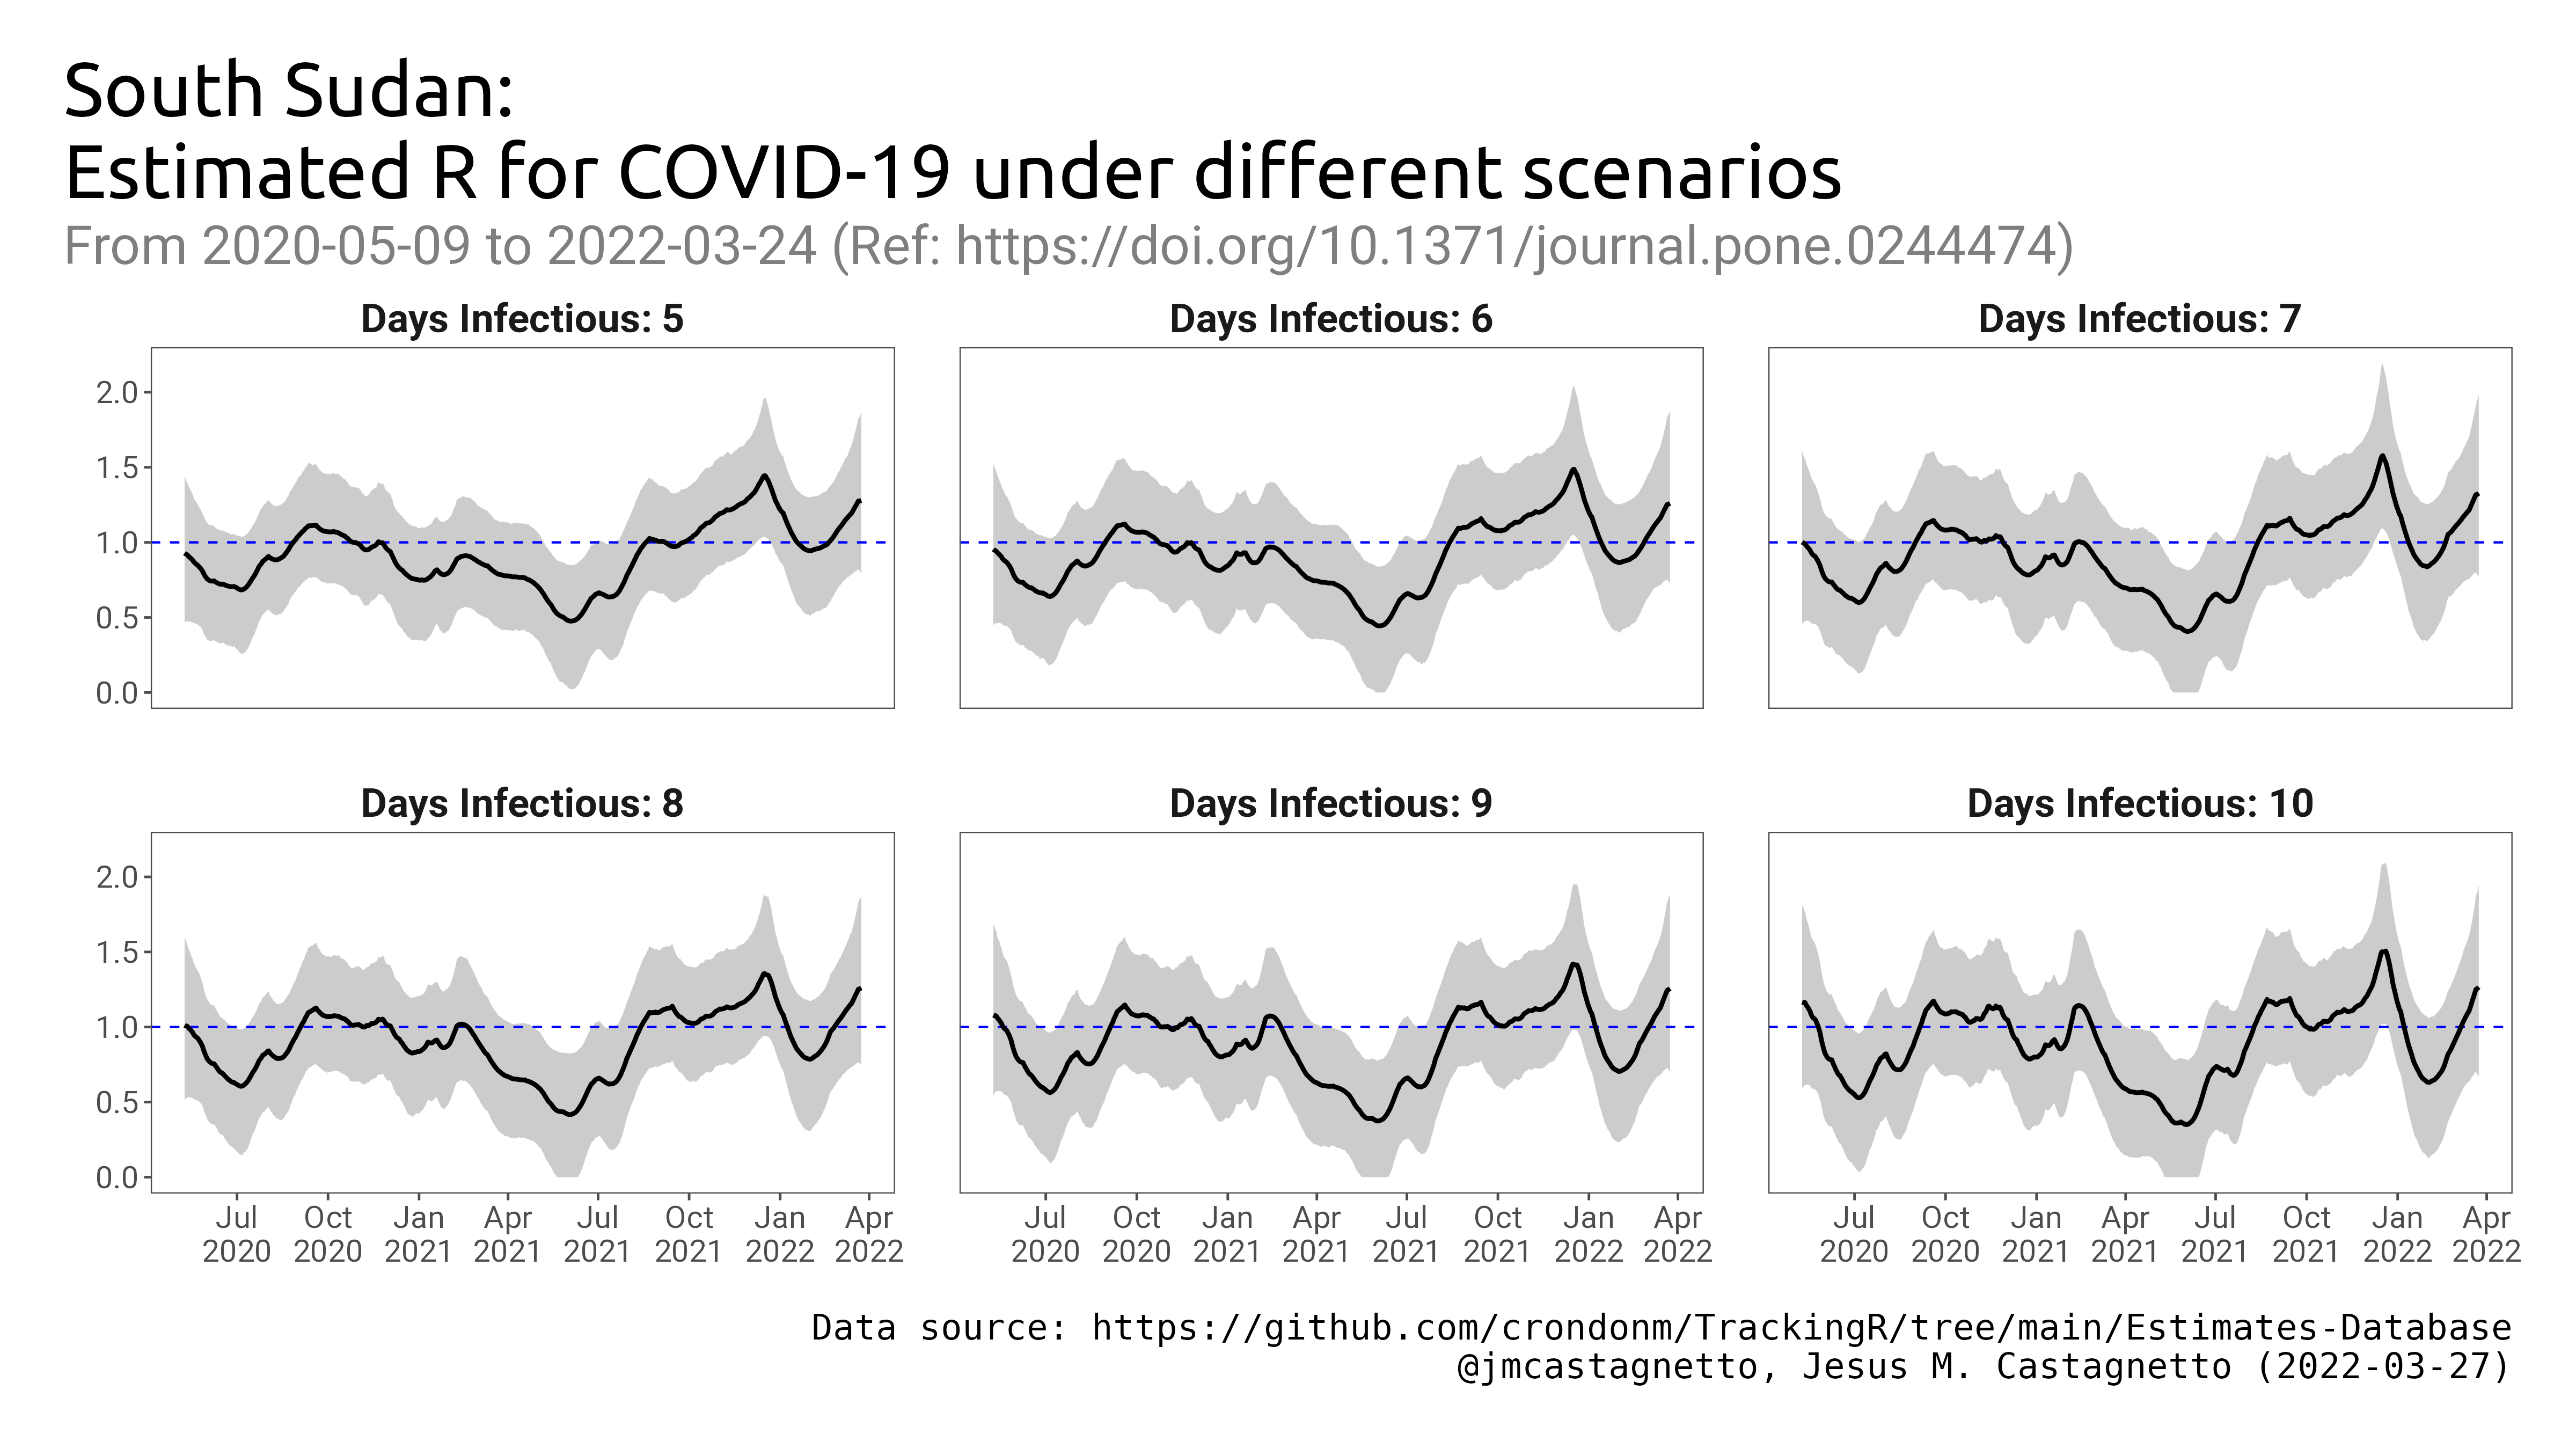 South Sudan:
Estimated R for COVID-19 under different scenarios
From 2020-05-09 to 2022-03-24 (Ref: https://doi.org/10.1371/journal.pone.0244474)
Days Infectious: 5
Days Infectious: 6
Days Infectious: 7
2.0
1.5
1.0
0.5
0.0
Days Infectious: 8
Days Infectious: 9
Days Infectious: 10
2.0
1.5
1.0
0.5
0.0
Jul Oct Jan Apr Jul Oct Jan Apr
2020 2020 2021 2021 2021 2021 2022 2022
Jul Oct Jan Apr Jul Oct Jan Apr
2020 2020 2021 2021 2021 2021 2022 2022
Jul Oct Jan Apr Jul Oct Jan Apr
2020 2020 2021 2021 2021 2021 2022 2022
Data source: https://github.com/crondonm/TrackingR/tree/main/Estimates-Database
@jmcastagnetto, Jesus M. Castagnetto (2022-03-27)